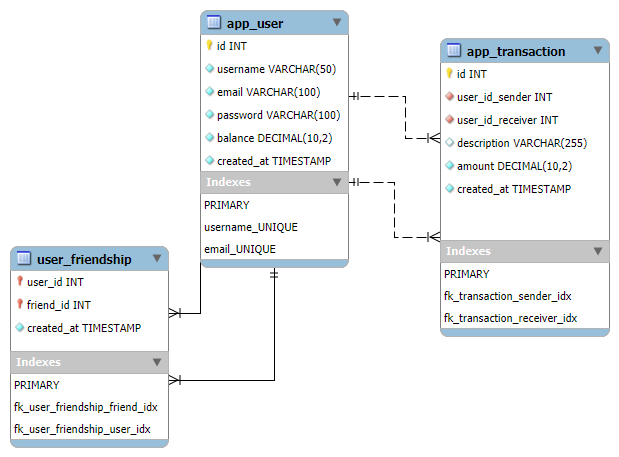 app_user
id INT
username VARCHAR(50)
email VARCHAR(100)
password VARCHAR(100)
balance DECIMAL(10,2)
created_at TIMESTAMP
Indexes
PRIMARY
username_UNIQUE
email_UNIQUE
app_transaction
id INT
user_id_sender INT
user_id_receiver INT
description VARCHAR(255)
amount DECIMAL(10,2)
created_at TIMESTAMP
Indexes
PRIMARY
fk_transaction_sender_idx
fk_transaction_receiver_idx
user_friendship
user_id INT
friend_id INT
created_at TIMESTAMP
Indexes
PRIMARY
fk_user_friendship_friend_idx
fk_user_friendship_user_idx